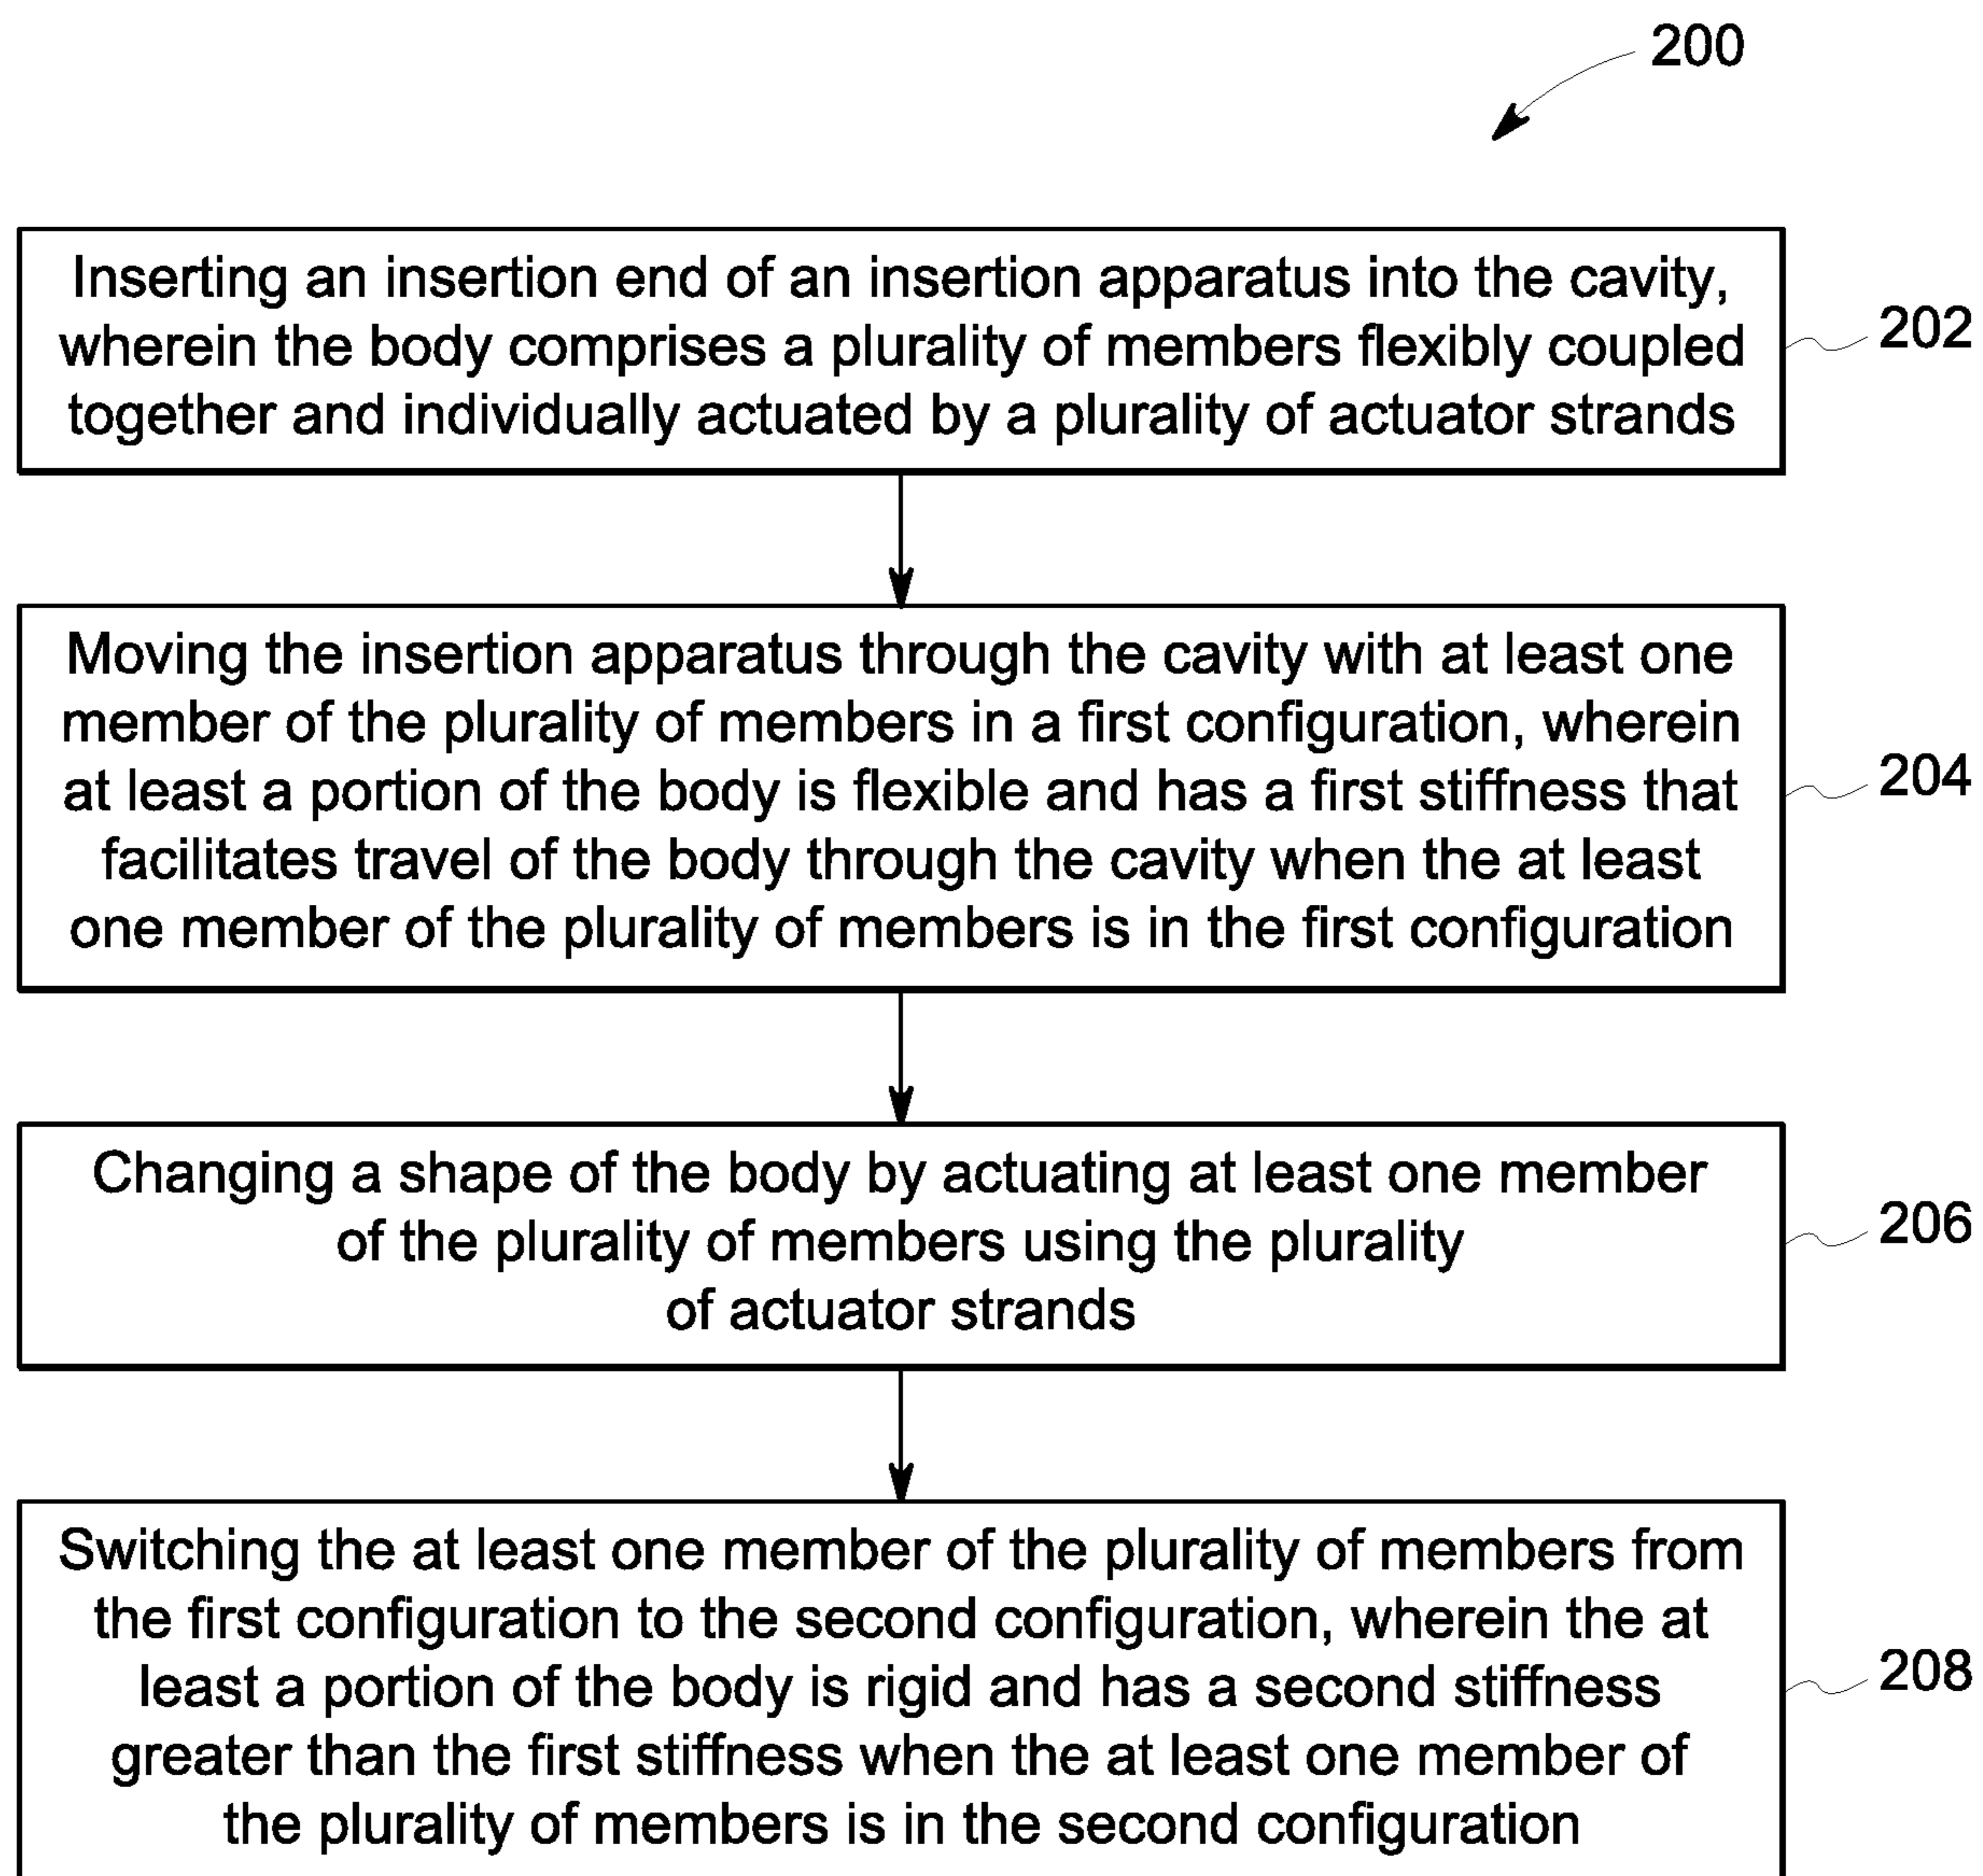 200
Inserting an insertion end of an insertion apparatus into the cavity,
wherein the body comprises a plurality of members flexibly coupled
together and individually actuated by a plurality of actuator strands
202
Moving the insertion apparatus through the cavity with at least one
member of the plurality of members in a first configuration, wherein
at least a portion of the body is flexible and has a first stiffness that
facilitates travel of the body through the cavity when the at least
one member of the plurality of members is in the first configuration
204
Changing a shape of the body by actuating at least one member
of the plurality of members using the plurality
of actuator strands
206
Switching the at least one member of the plurality of members from
the first configuration to the second configuration, wherein the at
least a portion of the body is rigid and has a second stiffness
greater than the first stiffness when the at least one member of
the plurality of members is in the second configuration
208